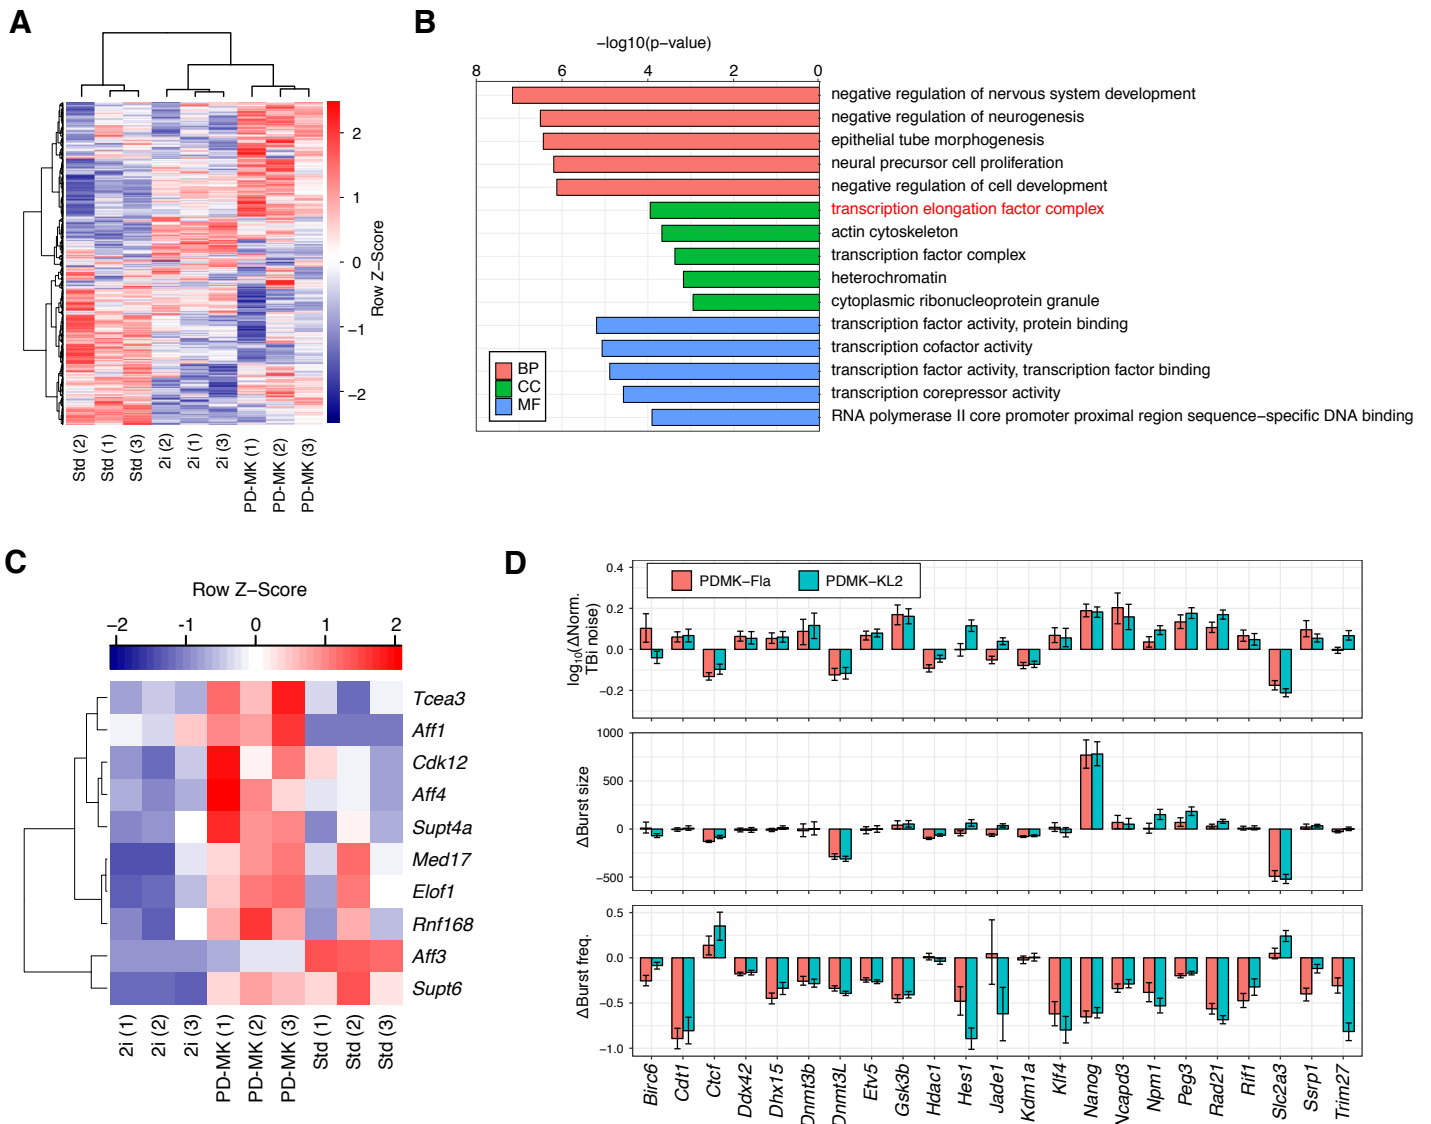 A
2
1
0
−1
−2
Row Z−Score
Std (2)
Std (1)
Std (3)
2i (2)
2i (1)
2i (3)
PD-MK (1)
PD-MK (2)
PD-MK (3)
B
−log10(p−value)
8 6 4 2 0
negative regulation of nervous system development
negative regulation of neurogenesis
epithelial tube morphogenesis
neural precursor cell proliferation
negative regulation of cell development
transcription elongation factor complex
actin cytoskeleton
transcription factor complex
heterochromatin
cytoplasmic ribonucleoprotein granule
transcription factor activity, protein binding
transcription cofactor activity
transcription factor activity, transcription factor binding
transcription corepressor activity
RNA polymerase II core promoter proximal region sequence−specific DNA binding
BP
CC
MF
C
Row Z−Score
−2 −1 0 1 2
Tcea3
Aff1
Cdk12
Aff4
Supt4a
Med17
Elof1
Rnf168
Aff3
Supt6
2i (1)
2i (2)
2i (3)
PD-MK (1)
PD-MK (2)
PD-MK (3)
Std (1)
Std (2)
Std (3)
D
PDMK−Fla PDMK−KL2
log10(ΔNorm.
TBi noise)
0.4
0.2
0.0
−0.2
ΔBurst size
1000
500
0
−500
ΔBurst freq.
0.5
0.0
−0.5
−1.0
Birc6
Cdt1
Ctcf
Ddx42
Dhx15
Dnmt3b
Dnmt3L
Etv5
Gsk3b
Hdac1
Hes1
Jade1
Kdm1a
Klf4
Nanog
Ncapd3
Npm1
Peg3
Rad21
Rif1
Slc2a3
Ssrp1
Trim27